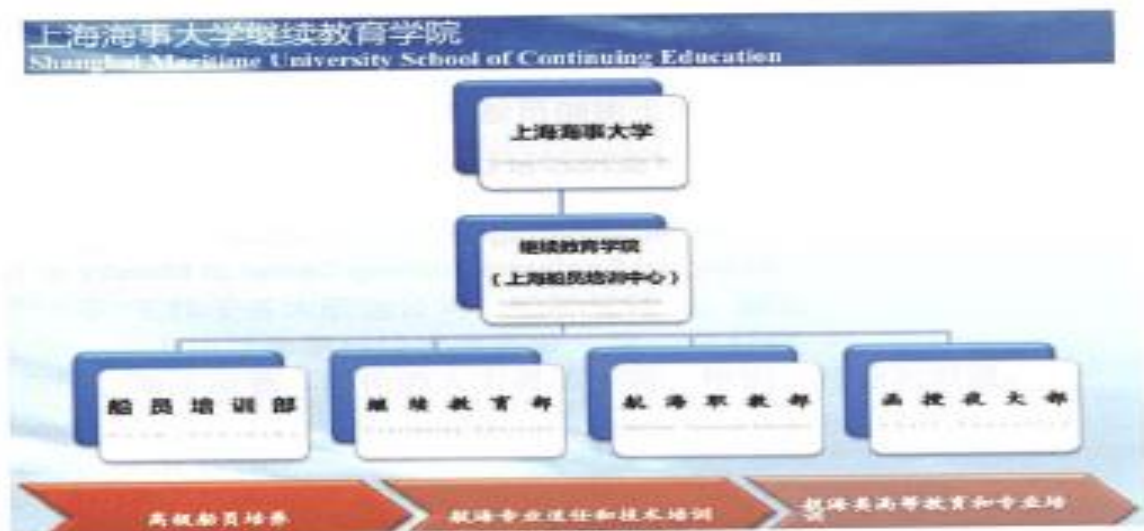 上海海事大学继续教育学院
Shanghai Maritime University School of Continuing Education
上海海事大学
继续教育学院
(上海船员培训中心)
船员培训部
继续教育部
航海职教部
函授夜大部
高级船员培养
航海专业适任和技术培训
航海类高等教育和专业培